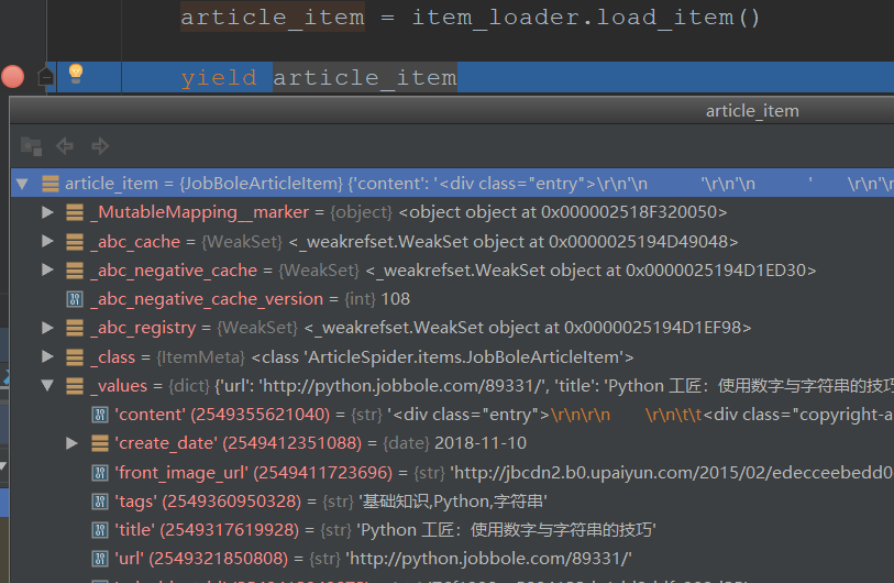 article_item = item_loader.load_item()
yield article_item
article_item
article_item = {JobBoleArticleItem} {'content': '<div class="entry">\r\n'\n '\r\n'\n ' \r\n'\n
_MutableMapping__marker = {object} <object object at 0x000002518F320050>
_abc_cache = {WeakSet} <_weakrefset.WeakSet object at 0x0000025194D49048>
_abc_negative_cache = {WeakSet} <_weakrefset.WeakSet object at 0x0000025194D1ED30>
_abc_negative_cache_version = {int} 108
_abc_registry = {WeakSet} <_weakrefset.WeakSet object at 0x0000025194D1EF98>
_class = {ItemMeta} <class 'ArticleSpider.items.JobBoleArticleItem'>
_values = {dict} {'url': 'http://python.jobbole.com/89331/', 'title': 'Python 工匠：使用数字与字符串的技巧
'content' (2549355621040) = {str} '<div class="entry">\r\n\r\n \r\n\t\t<div class="copyright-a
'create_date' (2549412351088) = {date} 2018-11-10
'front_image_url' (2549411723696) = {str} 'http://jbcdn2.b0.upaiyun.com/2015/02/edecceebedd0
'tags' (2549360950328) = {str} '基础知识,Python,字符串'
'title' (2549317619928) = {str} 'Python 工匠：使用数字与字符串的技巧'
'url' (2549321850808) = {str} 'http://python.jobbole.com/89331/'